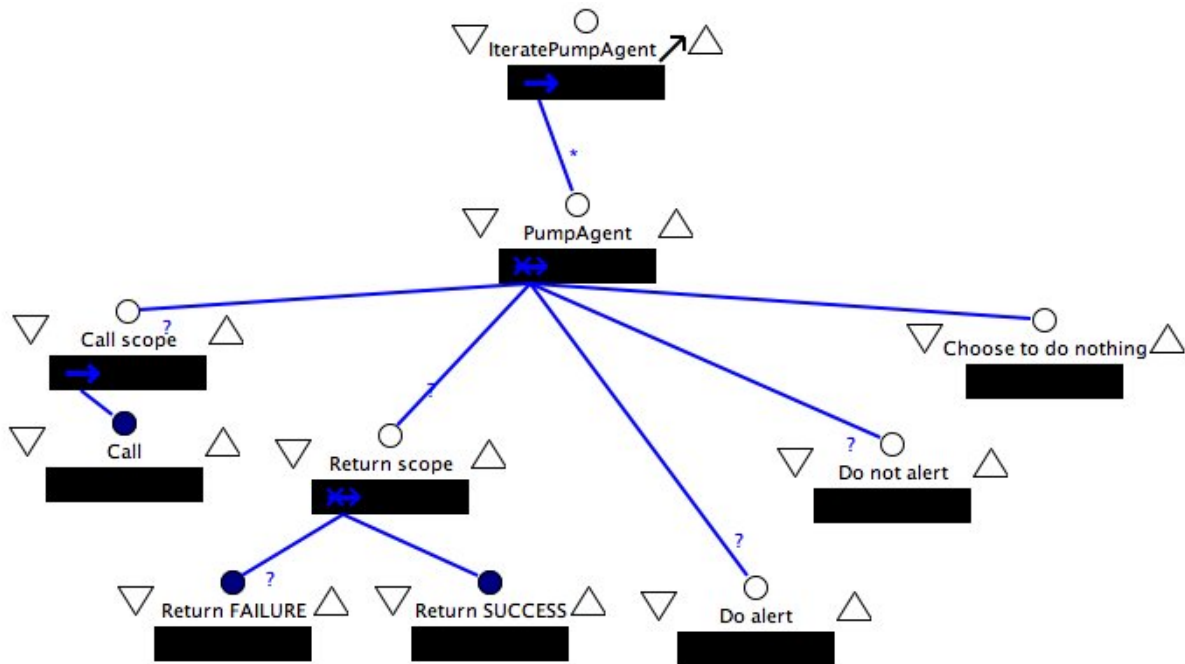 IteratePumpAgent
*
PumpAgent
?
Call scope
Choose to do nothing
?
Call
Return scope
?
Do not alert
?
?
Return FAILURE
Return SUCCESS
Do alert